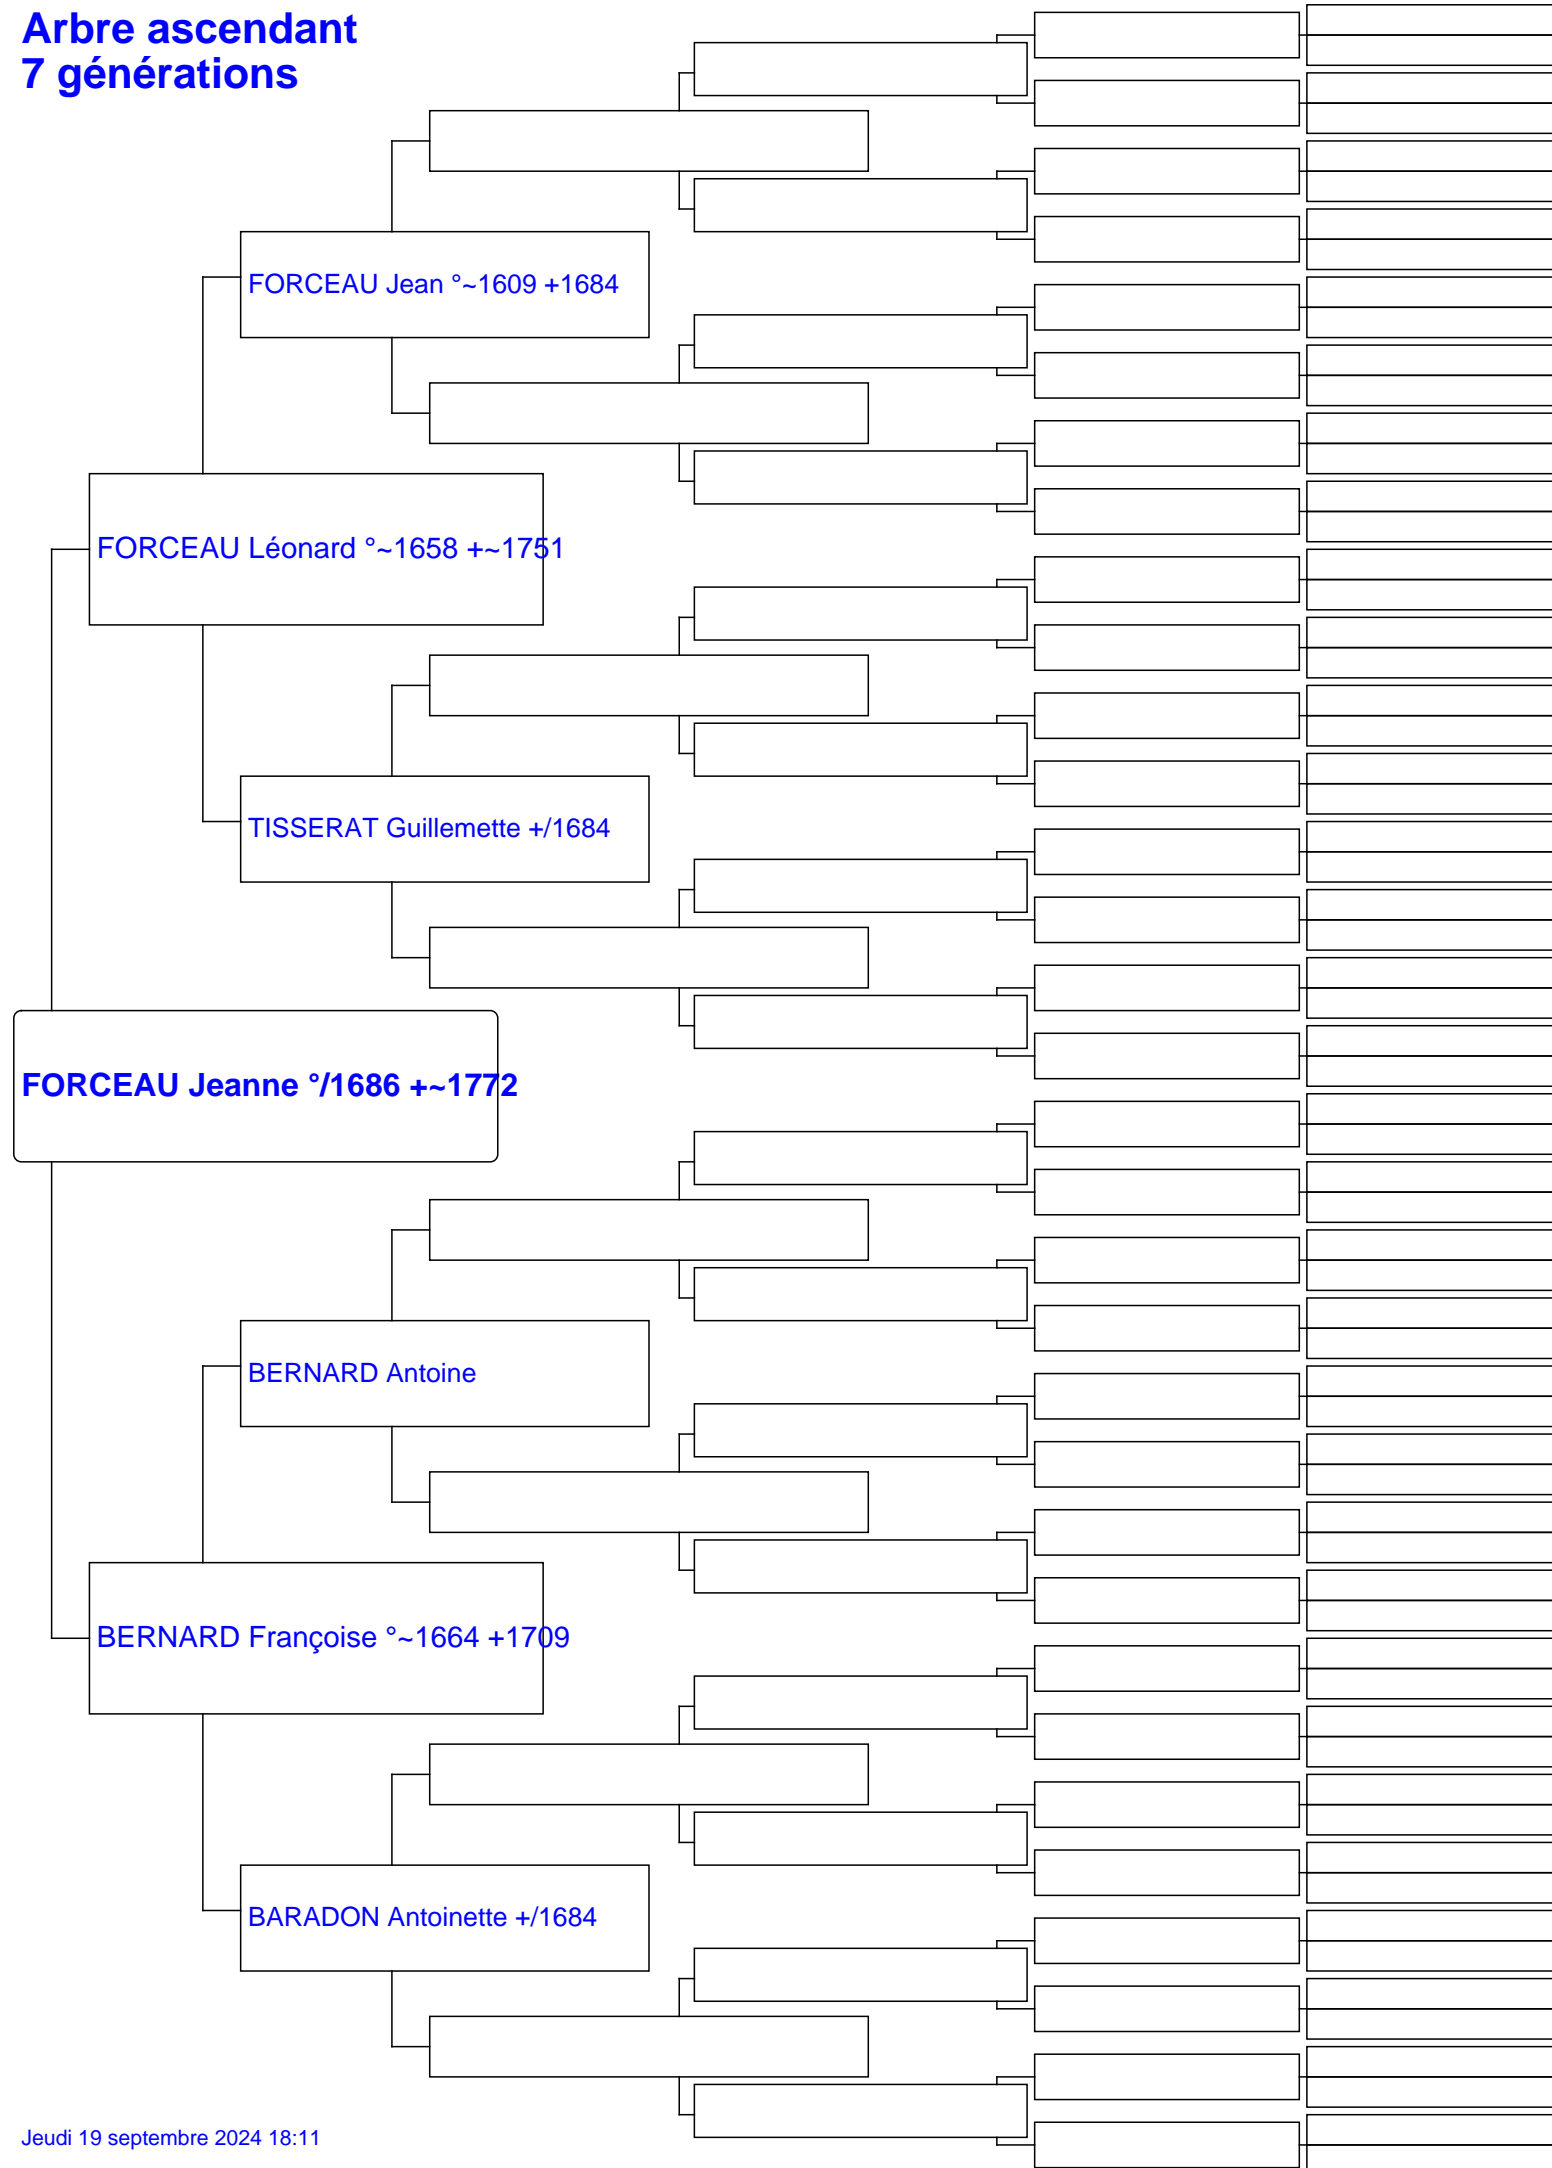 Arbre ascendant
7 générations
FORCEAU Jean °~1609 +1684
FORCEAU Léonard °~1658 +~1751
TISSERAT Guillemette +/1684
FORCEAU Jeanne °/1686 +~1772
BERNARD Antoine
BERNARD Françoise °~1664 +1709
BARADON Antoinette +/1684
Jeudi 19 septembre 2024 18:11